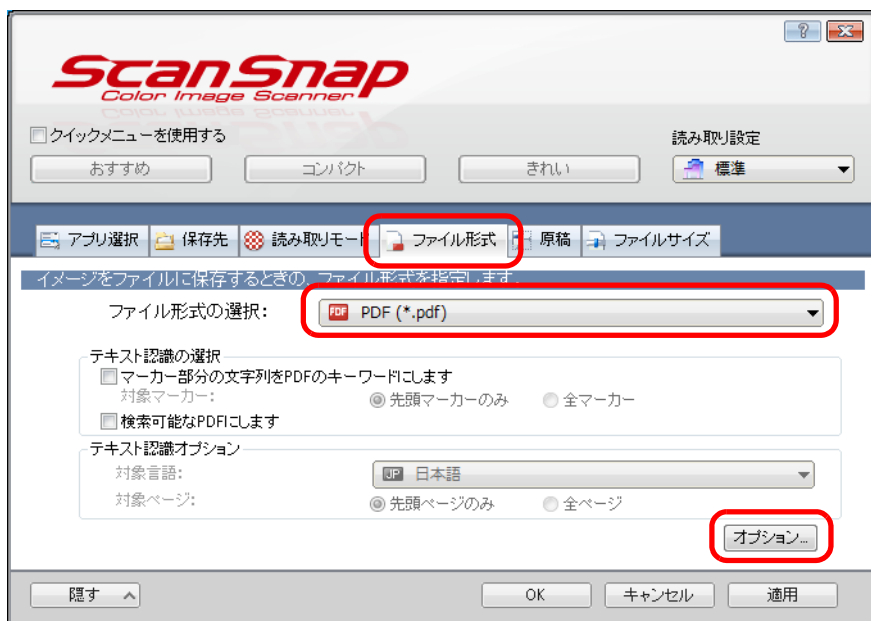 ScanSnap
Color Image Scanner
クイックメニューを使用する
読み取り設定
おすすめ
コンパクト
きれい
標準
アプリ選択
保存先
読み取りモード
ファイル形式
原稿
ファイルサイズ
イメージをファイルに保存するときの、ファイル形式を指定します。
ファイル形式の選択:
PDF PDF (*.pdf)
テキスト認識の選択
マーカー部分の文字列をPDFのキーワードにします
対象マーカー: 先頭マーカーのみ 全マーカー
検索可能なPDFにします
テキスト認識オプション
対象言語: JP 日本語
対象ページ: 先頭ページのみ 全ページ
オプション...
隠す OK キャンセル 適用